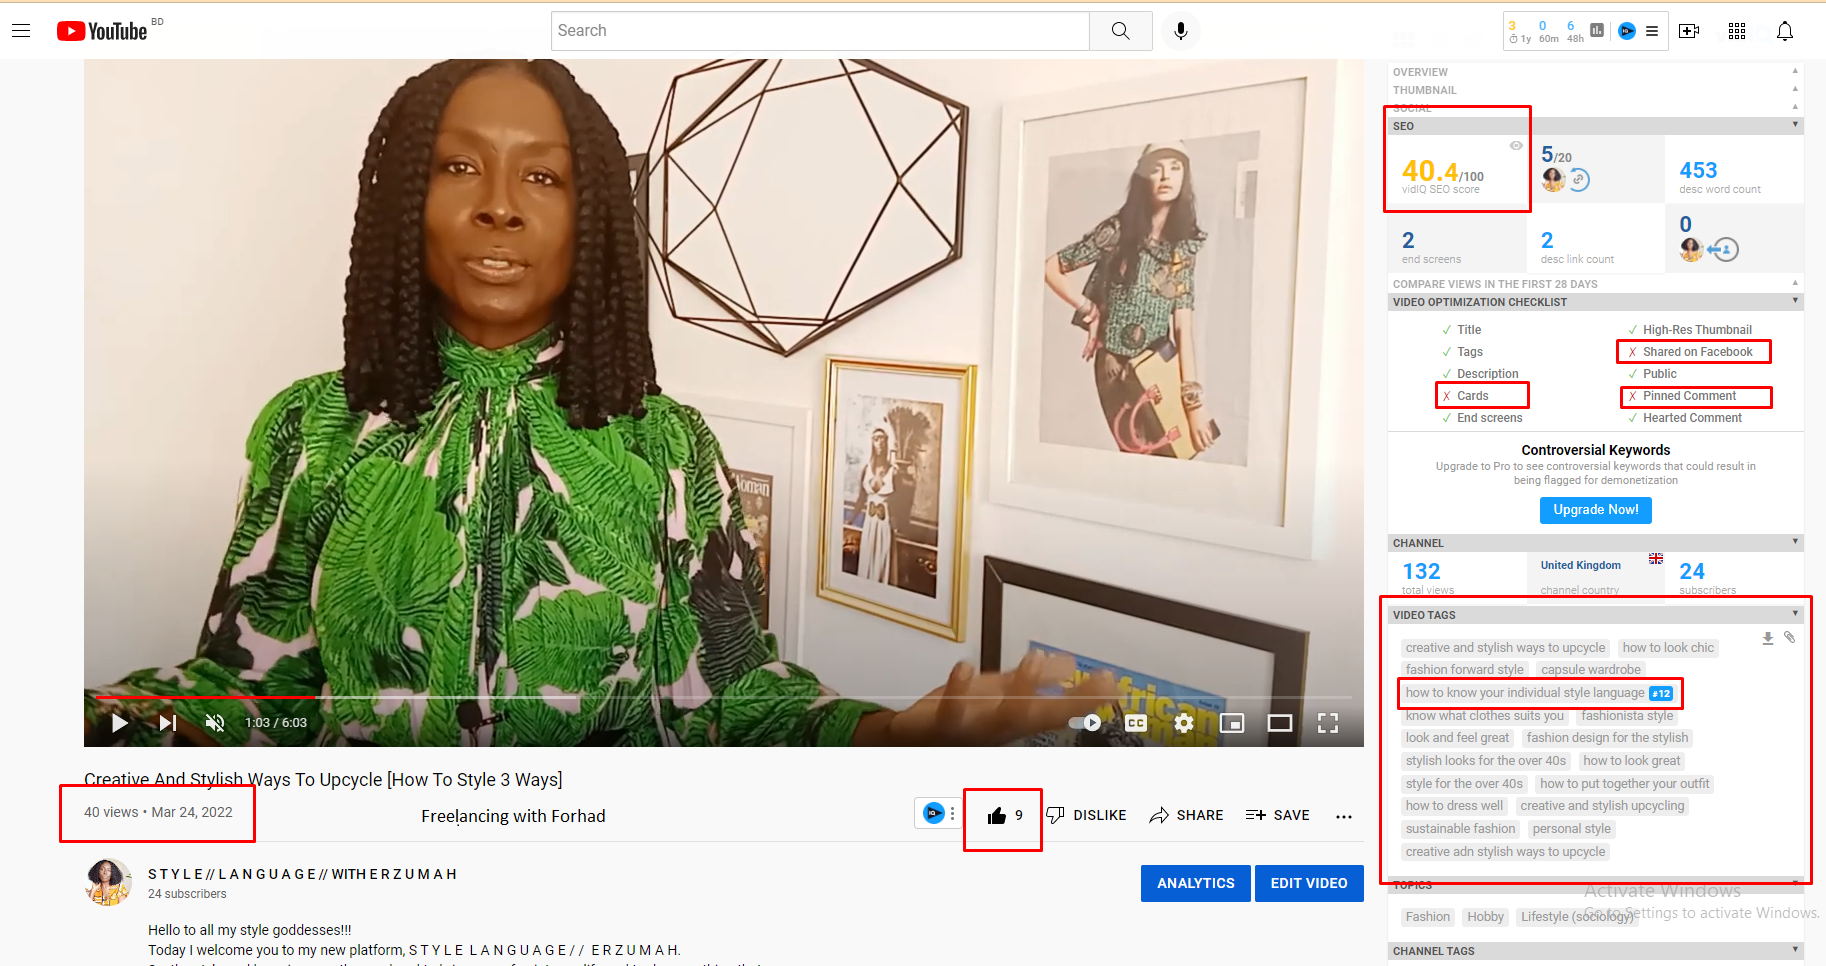 YouTube BD
Search
3 0 6
1y 60m 48h
OVERVIEW
THUMBNAIL
SOCIAL
SEO
40.4/100
vidIQ SEO score
5/20
453
desc word count
2
end screens
2
desc link count
0
COMPARE VIEWS IN THE FIRST 28 DAYS
VIDEO OPTIMIZATION CHECKLIST
✓ Title
✓ High-Res Thumbnail
✓ Tags
✗ Shared on Facebook
✓ Description
✓ Public
✗ Cards
✗ Pinned Comment
✓ End screens
✓ Hearted Comment
Controversial Keywords
Upgrade to Pro to see controversial keywords that could result in
being flagged for demonetization
Upgrade Now!
CHANNEL
132
total views
United Kingdom
channel country
24
subscribers
VIDEO TAGS
creative and stylish ways to upcycle how to look chic
fashion forward style capsule wardrobe
how to know your individual style language #12
know what clothes suits you fashionista style
look and feel great fashion design for the stylish
stylish looks for the over 40s how to look great
style for the over 40s how to put together your outfit
how to dress well creative and stylish upcycling
sustainable fashion personal style
creative adn stylish ways to upcycle
TOPICS
Fashion Hobby Lifestyle (sociology)
CHANNEL TAGS
Activate Windows
Go to Settings to activate Windows.
Woman
african
1:03 / 6:03
CC
Creative And Stylish Ways To Upcycle [How To Style 3 Ways]
40 views • Mar 24, 2022
Freelancing with Forhad
9 DISLIKE SHARE SAVE ...
S T Y L E // L A N G U A G E // WITH E R Z U M A H
24 subscribers
ANALYTICS EDIT VIDEO
Hello to all my style goddesses!!!
Today I welcome you to my new platform, S T Y L E L A N G U A G E / / E R Z U M A H.